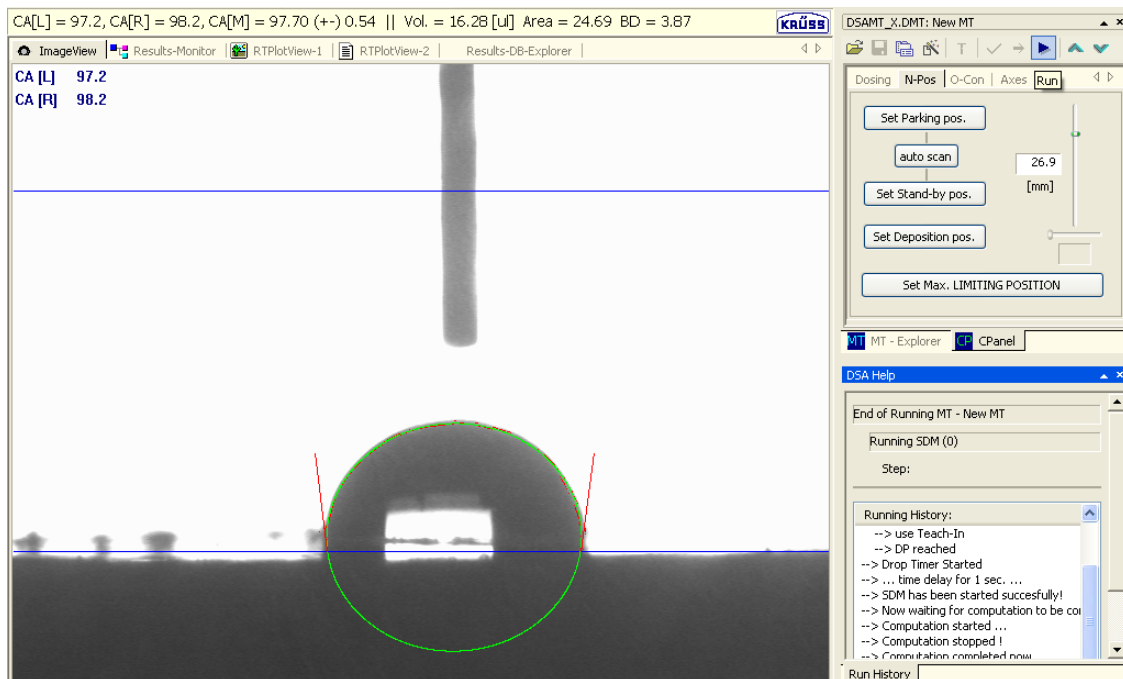 CA[L] = 97.2, CA[R] = 98.2, CA[M] = 97.70 (+-) 0.54 || Vol. = 16.28 [ul] Area = 24.69 BD = 3.87
KRÜSS
ImageView Results-Monitor RTPlotView-1 RTPlotView-2 Results-DB-Explorer
CA [L] 97.2
CA [R] 98.2
DSAMT_X.DMT: New MT
T
Dosing N-Pos O-Con Axes Run
Set Parking pos.
auto scan
26.9
[mm]
Set Stand-by pos.
Set Deposition pos.
Set Max. LIMITING POSITION
MT MT - Explorer CP CPanel
DSA Help
End of Running MT - New MT
Running SDM (0)
Step:
Running History:
--> use Teach-In
--> DP reached
--> Drop Timer Started
--> ... time delay for 1 sec. ...
--> SDM has been started succesfully!
--> Now waiting for computation to be co
--> Computation started ...
--> Computation stopped !
--> Computation completed now
Run History